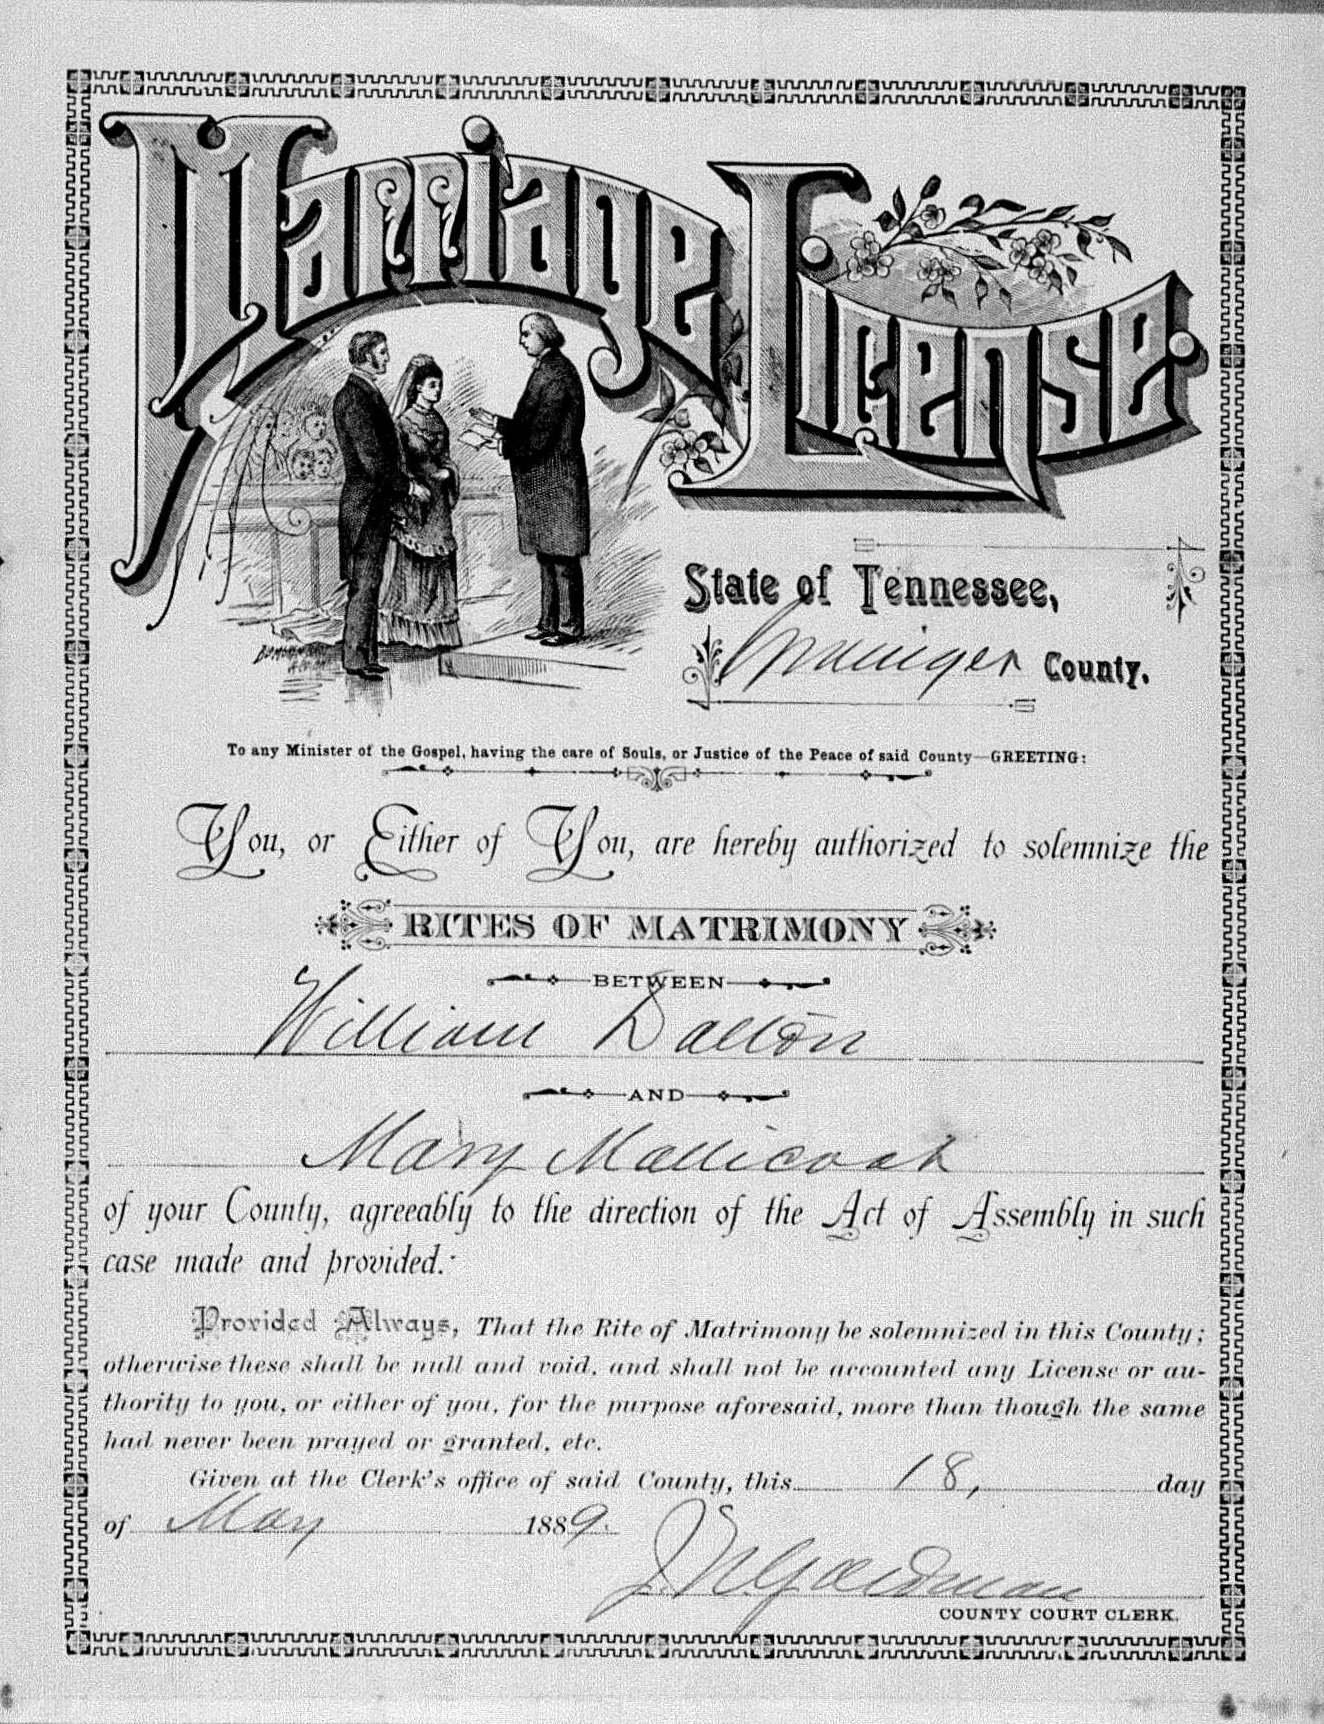 Marriage License.
State of Tennessee,
Grainger County.
To any Minister of the Gospel, having the care of Souls, or Justice of the Peace of said County—GREETING:
You, or Either of You, are hereby authorized to solemnize the
RITES OF MATRIMONY
BETWEEN
William Dalton
AND
Mary Mallicoat
of your County, agreeably to the direction of the Act of Assembly in such
case made and provided.
Provided Always, That the Rite of Matrimony be solemnized in this County;
otherwise these shall be null and void, and shall not be accounted any License or au-
thority to you, or either of you, for the purpose aforesaid, more than though the same
had never been prayed or granted, etc.
Given at the Clerk's office of said County, this 18, day
of May 1889.
COUNTY COURT CLERK.